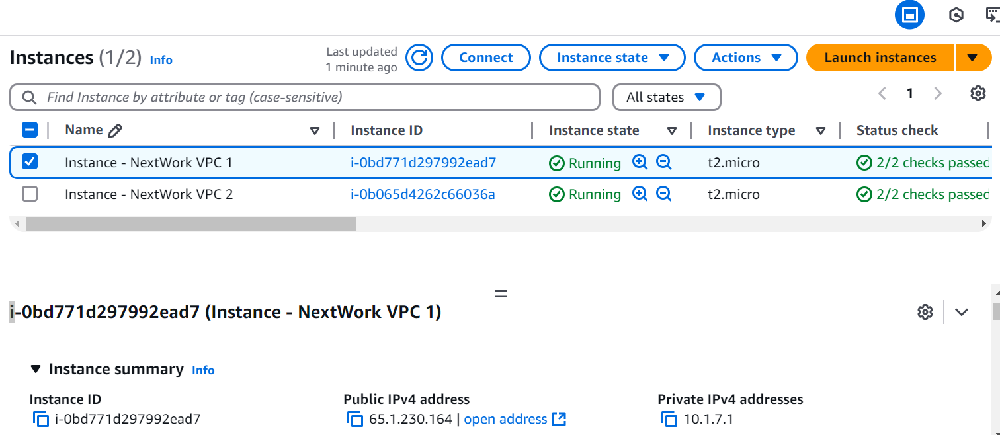 Instances (1/2) Info
Last updated
1 minute ago
Connect
Instance state
Actions
Launch instances
Find Instance by attribute or tag (case-sensitive)
All states
1
Name Instance ID Instance state Instance type Status check
Instance - NextWork VPC 1 i-0bd771d297992ead7 Running t2.micro 2/2 checks passed
Instance - NextWork VPC 2 i-0b065d4262c66036a Running t2.micro 2/2 checks passed
i-0bd771d297992ead7 (Instance - NextWork VPC 1)
Instance summary Info
Instance ID
i-0bd771d297992ead7
Public IPv4 address
65.1.230.164 | open address
Private IPv4 addresses
10.1.7.1